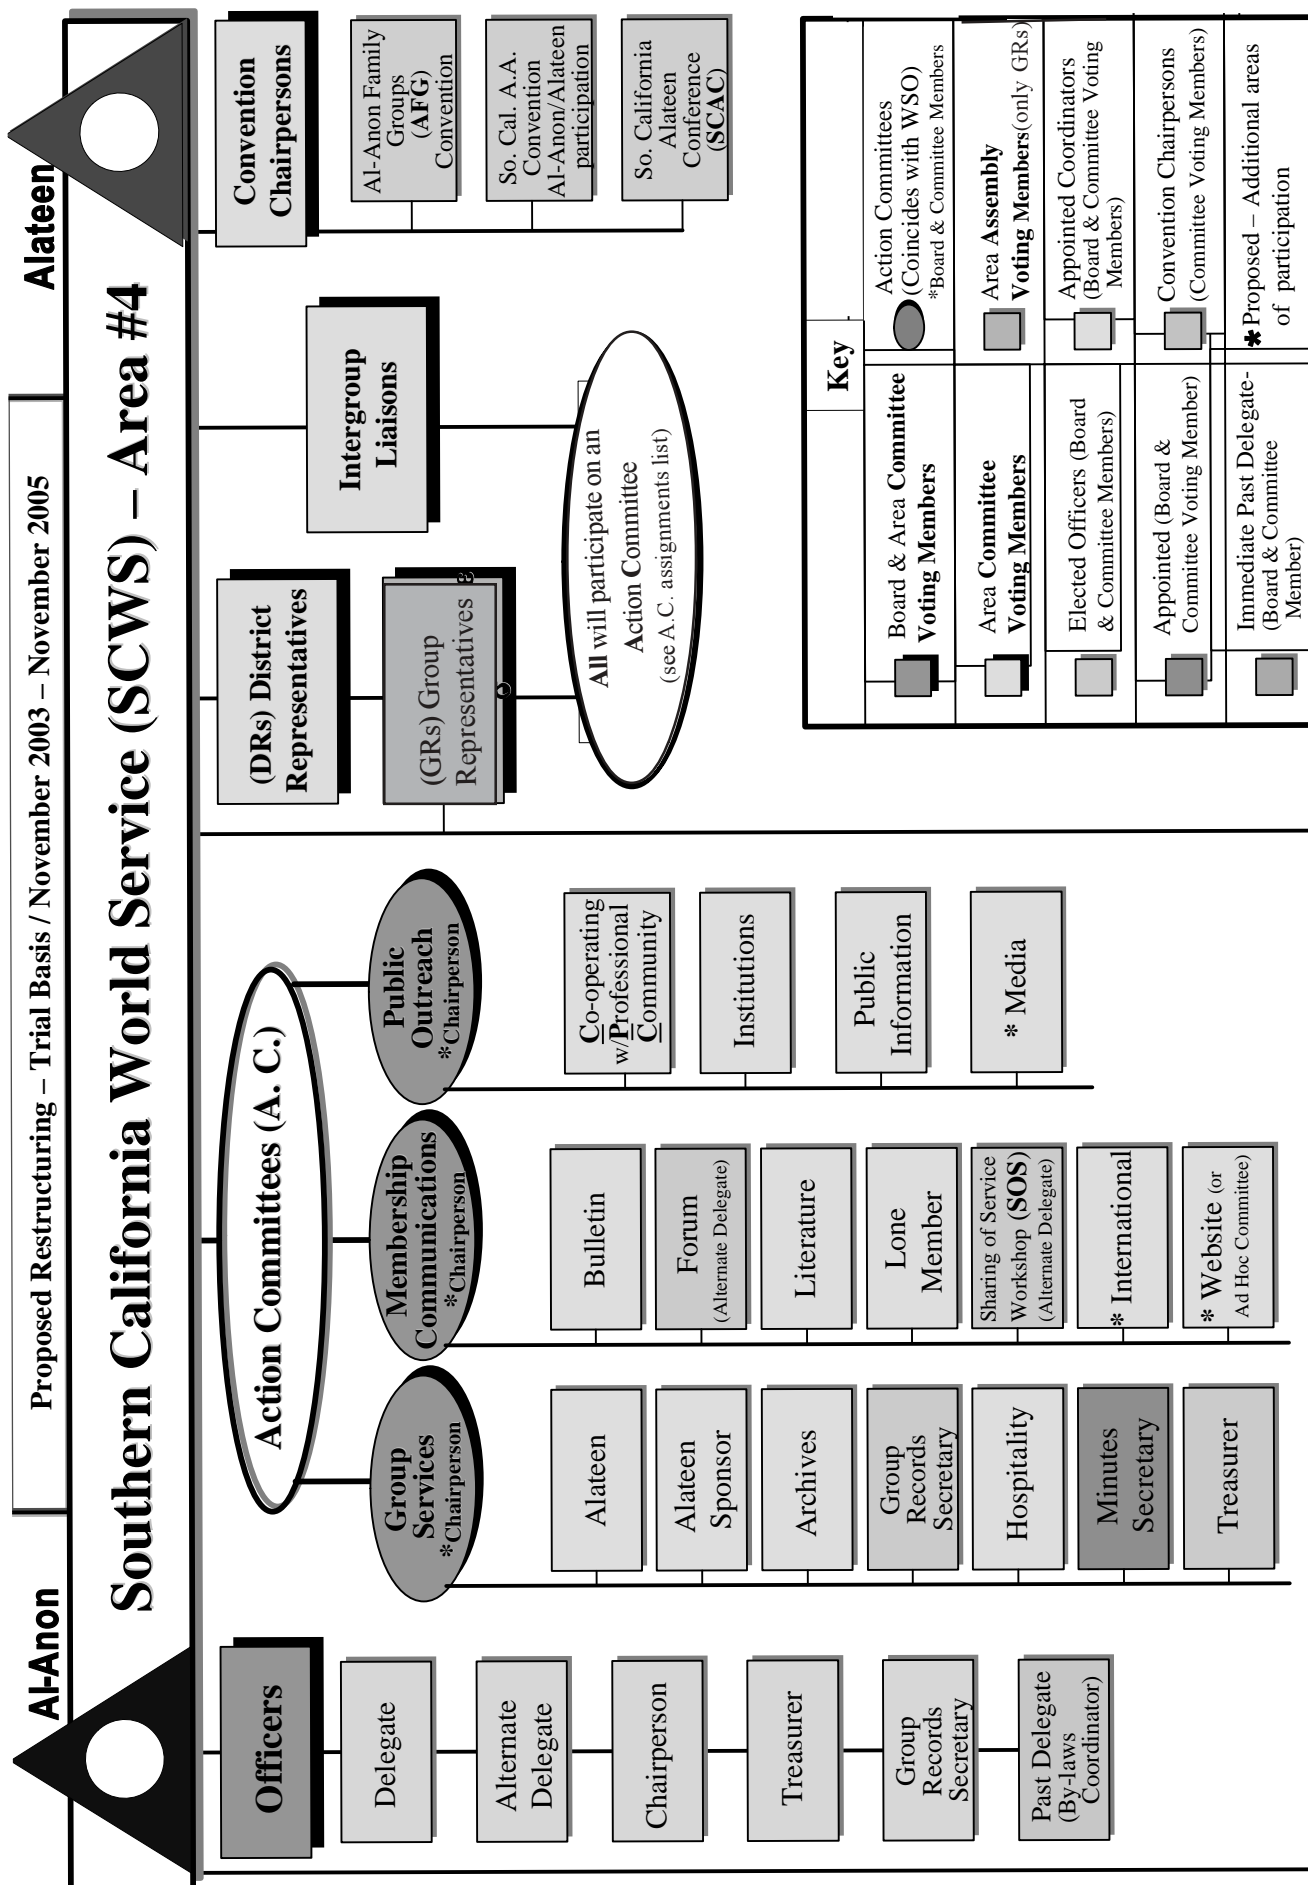 Al-Anon
Proposed Restructuring – Trial Basis / November 2003 – November 2005
Alateen
Southern California World Service (SCWS) – Area #4
Officers
Delegate
Alternate
Delegate
Chairperson
Treasurer
Group
Records
Secretary
Past Delegate
(By-laws
Coordinator)
Action Committees (A. C.)
Group
Services
*Chairperson
Alateen
Alateen
Sponsor
Archives
Group
Records
Secretary
Hospitality
Minutes
Secretary
Treasurer
Membership
Communications
*Chairperson
Bulletin
Forum
(Alternate Delegate)
Literature
Lone
Member
Sharing of Service
Workshop (SOS)
(Alternate Delegate)
* International
* Website (or
Ad Hoc Committee)
Public
Outreach
*Chairperson
Co-operating
w/Professional
Community
Institutions
Public
Information
* Media
(DRs) District
Representatives
(GRs) Group
Representatives
Intergroup
Liaisons
All will participate on an
Action Committee
(see A.C. assignments list)
Convention
Chairpersons
Al-Anon Family
Groups
(AFG)
Convention
So. Cal. A.A.
Convention
Al-Anon/Alateen
participation
So. California
Alateen
Conference
(SCAC)
Key
Board & Area Committee
Voting Members
Action Committees
(Coincides with WSO)
*Board & Committee Members
Area Committee
Voting Members
Area Assembly
Voting Members(only GRs)
Elected Officers (Board
& Committee Members)
Appointed Coordinators
(Board & Committee Voting
Members)
Appointed (Board &
Committee Voting Member)
Convention Chairpersons
(Committee Voting Members)
Immediate Past Delegate-
(Board & Committee
Member)
* Proposed – Additional areas
of participation